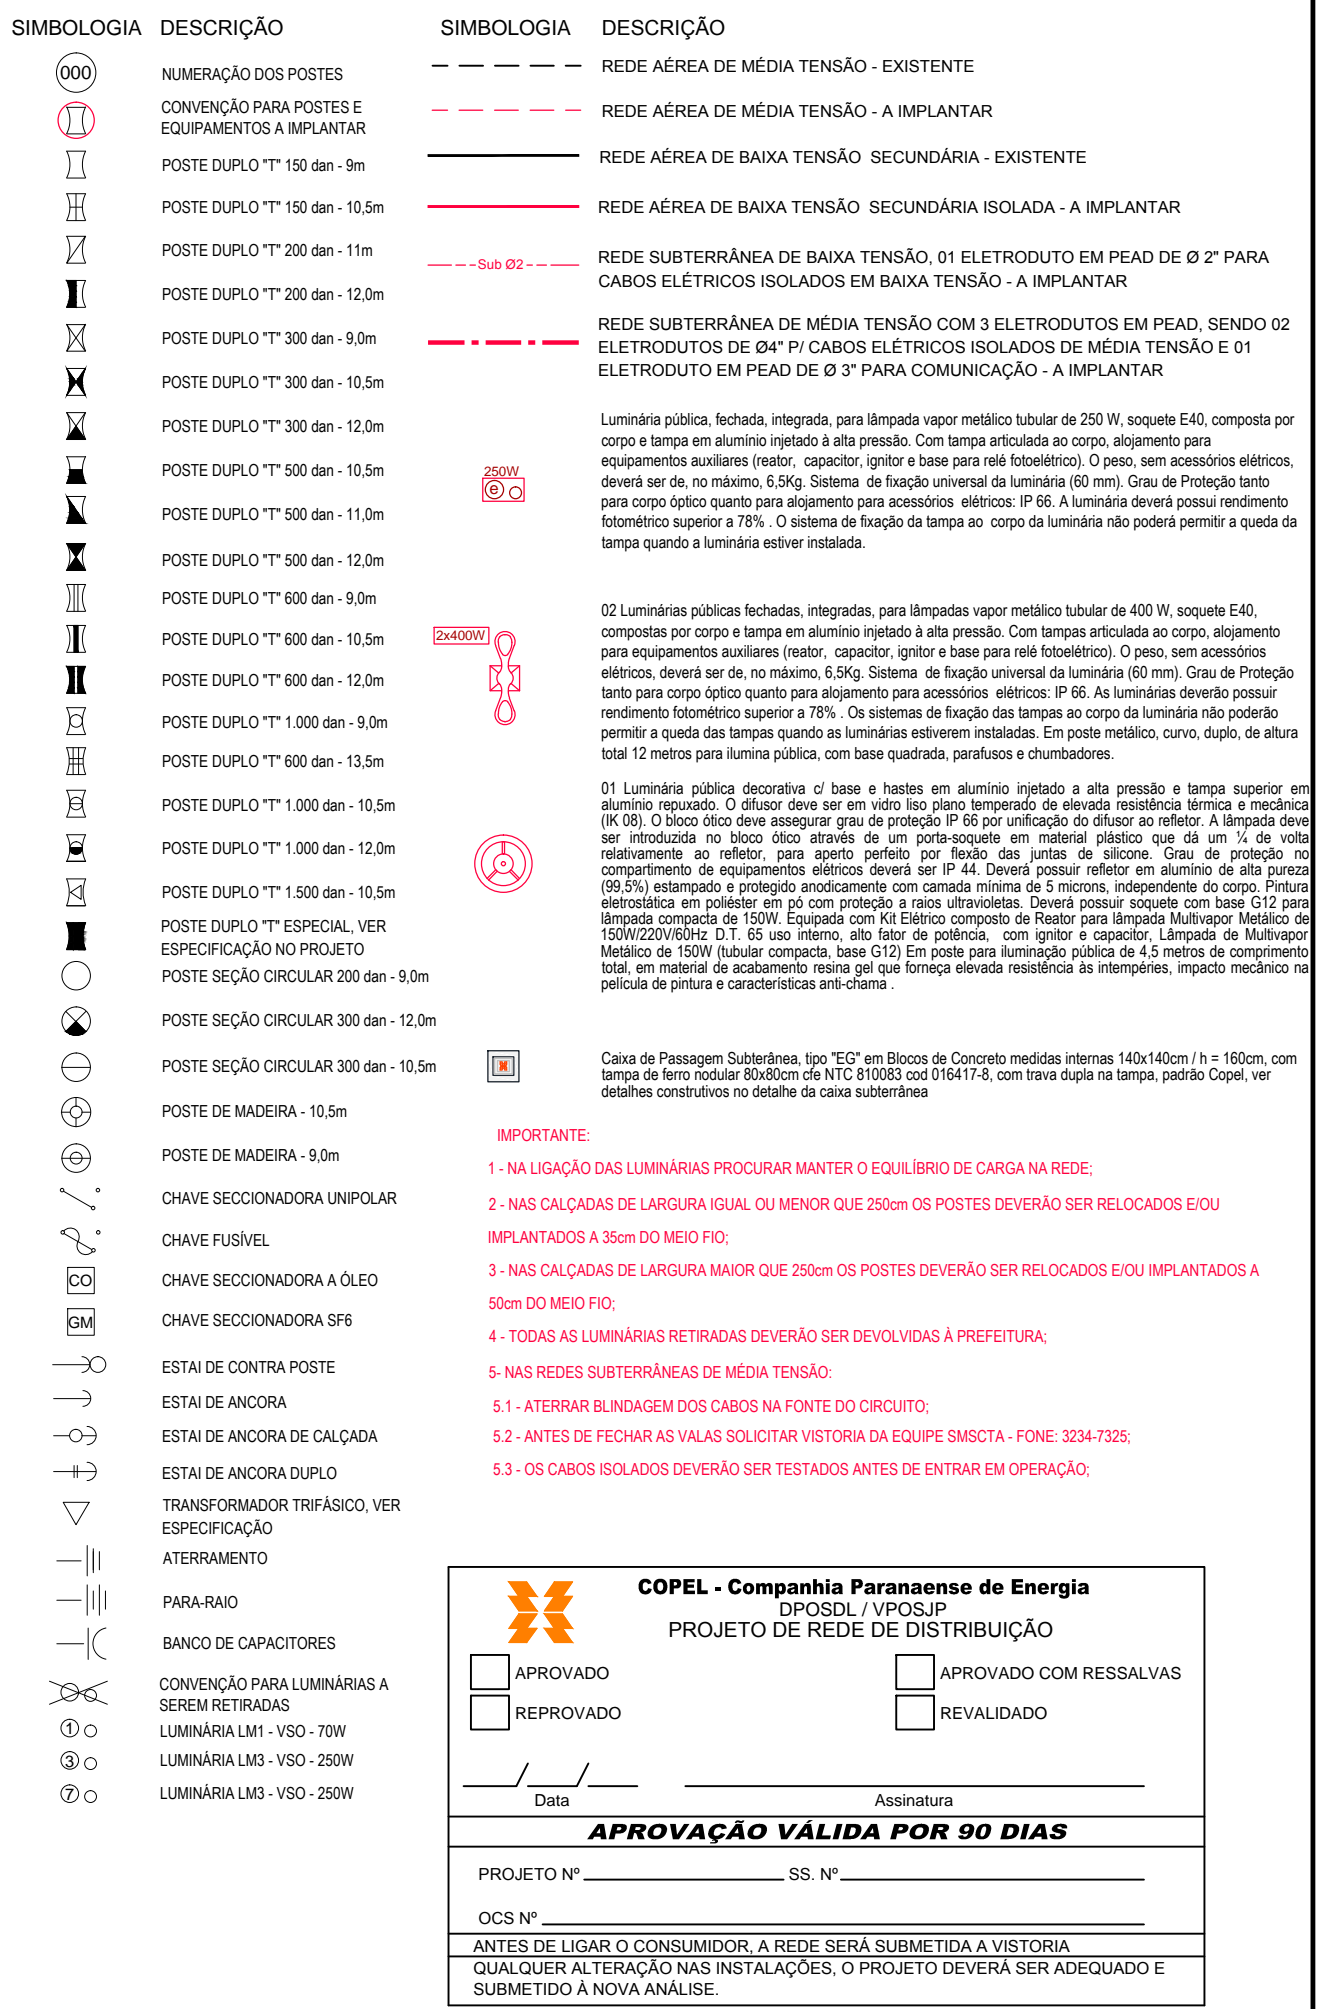 SIMBOLOGIA DESCRIÇÃO
000 NUMERAÇÃO DOS POSTES
CONVENÇÃO PARA POSTES E
EQUIPAMENTOS A IMPLANTAR
POSTE DUPLO "T" 150 dan - 9m
POSTE DUPLO "T" 150 dan - 10,5m
POSTE DUPLO "T" 200 dan - 11m
POSTE DUPLO "T" 200 dan - 12,0m
POSTE DUPLO "T" 300 dan - 9,0m
POSTE DUPLO "T" 300 dan - 10,5m
POSTE DUPLO "T" 300 dan - 12,0m
POSTE DUPLO "T" 500 dan - 10,5m
POSTE DUPLO "T" 500 dan - 11,0m
POSTE DUPLO "T" 500 dan - 12,0m
POSTE DUPLO "T" 600 dan - 9,0m
POSTE DUPLO "T" 600 dan - 10,5m
POSTE DUPLO "T" 600 dan - 12,0m
POSTE DUPLO "T" 1.000 dan - 9,0m
POSTE DUPLO "T" 600 dan - 13,5m
POSTE DUPLO "T" 1.000 dan - 10,5m
POSTE DUPLO "T" 1.000 dan - 12,0m
POSTE DUPLO "T" 1.500 dan - 10,5m
POSTE DUPLO "T" ESPECIAL, VER
ESPECIFICAÇÃO NO PROJETO
POSTE SEÇÃO CIRCULAR 200 dan - 9,0m
POSTE SEÇÃO CIRCULAR 300 dan - 12,0m
POSTE SEÇÃO CIRCULAR 300 dan - 10,5m
POSTE DE MADEIRA - 10,5m
POSTE DE MADEIRA - 9,0m
CHAVE SECCIONADORA UNIPOLAR
CHAVE FUSÍVEL
CO CHAVE SECCIONADORA A ÓLEO
GM CHAVE SECCIONADORA SF6
ESTAI DE CONTRA POSTE
ESTAI DE ANCORA
ESTAI DE ANCORA DE CALÇADA
ESTAI DE ANCORA DUPLO
TRANSFORMADOR TRIFÁSICO, VER
ESPECIFICAÇÃO
ATERRAMENTO
PARA-RAIO
BANCO DE CAPACITORES
CONVENÇÃO PARA LUMINÁRIAS A
SEREM RETIRADAS
1 LUMINÁRIA LM1 - VSO - 70W
3 LUMINÁRIA LM3 - VSO - 250W
7 LUMINÁRIA LM3 - VSO - 250W
SIMBOLOGIA DESCRIÇÃO
REDE AÉREA DE MÉDIA TENSÃO - EXISTENTE
REDE AÉREA DE MÉDIA TENSÃO - A IMPLANTAR
REDE AÉREA DE BAIXA TENSÃO SECUNDÁRIA - EXISTENTE
REDE AÉREA DE BAIXA TENSÃO SECUNDÁRIA ISOLADA - A IMPLANTAR
Sub Ø2
REDE SUBTERRÂNEA DE BAIXA TENSÃO, 01 ELETRODUTO EM PEAD DE Ø 2" PARA
CABOS ELÉTRICOS ISOLADOS EM BAIXA TENSÃO - A IMPLANTAR
REDE SUBTERRÂNEA DE MÉDIA TENSÃO COM 3 ELETRODUTOS EM PEAD, SENDO 02
ELETRODUTOS DE Ø4" P/ CABOS ELÉTRICOS ISOLADOS DE MÉDIA TENSÃO E 01
ELETRODUTO EM PEAD DE Ø 3" PARA COMUNICAÇÃO - A IMPLANTAR
250W
e
Luminária pública, fechada, integrada, para lâmpada vapor metálico tubular de 250 W, soquete E40, composta por
corpo e tampa em alumínio injetado à alta pressão. Com tampa articulada ao corpo, alojamento para
equipamentos auxiliares (reator, capacitor, ignitor e base para relé fotoelétrico). O peso, sem acessórios elétricos,
deverá ser de, no máximo, 6,5Kg. Sistema de fixação universal da luminária (60 mm). Grau de Proteção tanto
para corpo óptico quanto para alojamento para acessórios elétricos: IP 66. A luminária deverá possui rendimento
fotométrico superior a 78% . O sistema de fixação da tampa ao corpo da luminária não poderá permitir a queda da
tampa quando a luminária estiver instalada.
2x400W
02 Luminárias públicas fechadas, integradas, para lâmpadas vapor metálico tubular de 400 W, soquete E40,
compostas por corpo e tampa em alumínio injetado à alta pressão. Com tampas articulada ao corpo, alojamento
para equipamentos auxiliares (reator, capacitor, ignitor e base para relé fotoelétrico). O peso, sem acessórios
elétricos, deverá ser de, no máximo, 6,5Kg. Sistema de fixação universal da luminária (60 mm). Grau de Proteção
tanto para corpo óptico quanto para alojamento para acessórios elétricos: IP 66. As luminárias deverão possuir
rendimento fotométrico superior a 78% . Os sistemas de fixação das tampas ao corpo da luminária não poderão
permitir a queda das tampas quando as luminárias estiverem instaladas. Em poste metálico, curvo, duplo, de altura
total 12 metros para ilumina pública, com base quadrada, parafusos e chumbadores.
01 Luminária pública decorativa c/ base e hastes em alumínio injetado a alta pressão e tampa superior em
alumínio repuxado. O difusor deve ser em vidro liso plano temperado de elevada resistência térmica e mecânica
(IK 08). O bloco ótico deve assegurar grau de proteção IP 66 por unificação do difusor ao refletor. A lâmpada deve
ser introduzida no bloco ótico através de um porta-soquete em material plástico que dá um ¼ de volta
relativamente ao refletor, para aperto perfeito por flexão das juntas de silicone. Grau de proteção no
compartimento de equipamentos elétricos deverá ser IP 44. Deverá possuir refletor em alumínio de alta pureza
(99,5%) estampado e protegido anodicamente com camada mínima de 5 microns, independente do corpo. Pintura
eletrostática em poliéster em pó com proteção a raios ultravioletas. Deverá possuir soquete com base G12 para
lâmpada compacta de 150W. Equipada com Kit Elétrico composto de Reator para lâmpada Multivapor Metálico de
150W/220V/60Hz D.T. 65 uso interno, alto fator de potência, com ignitor e capacitor, Lâmpada de Multivapor
Metálico de 150W (tubular compacta, base G12) Em poste para iluminação pública de 4,5 metros de comprimento
total, em material de acabamento resina gel que forneça elevada resistência às intempéries, impacto mecânico na
película de pintura e características anti-chama .
Caixa de Passagem Subterânea, tipo "EG" em Blocos de Concreto medidas internas 140x140cm / h = 160cm, com
tampa de ferro nodular 80x80cm cfe NTC 810083 cod 016417-8, com trava dupla na tampa, padrão Copel, ver
detalhes construtivos no detalhe da caixa subterrânea
IMPORTANTE:
1 - NA LIGAÇÃO DAS LUMINÁRIAS PROCURAR MANTER O EQUILÍBRIO DE CARGA NA REDE;
2 - NAS CALÇADAS DE LARGURA IGUAL OU MENOR QUE 250cm OS POSTES DEVERÃO SER RELOCADOS E/OU
IMPLANTADOS A 35cm DO MEIO FIO;
3 - NAS CALÇADAS DE LARGURA MAIOR QUE 250cm OS POSTES DEVERÃO SER RELOCADOS E/OU IMPLANTADOS A
50cm DO MEIO FIO;
4 - TODAS AS LUMINÁRIAS RETIRADAS DEVERÃO SER DEVOLVIDAS À PREFEITURA;
5- NAS REDES SUBTERRÂNEAS DE MÉDIA TENSÃO:
5.1 - ATERRAR BLINDAGEM DOS CABOS NA FONTE DO CIRCUITO;
5.2 - ANTES DE FECHAR AS VALAS SOLICITAR VISTORIA DA EQUIPE SMSCTA - FONE: 3234-7325;
5.3 - OS CABOS ISOLADOS DEVERÃO SER TESTADOS ANTES DE ENTRAR EM OPERAÇÃO;
COPEL - Companhia Paranaense de Energia
DPOSDL / VPOSJP
PROJETO DE REDE DE DISTRIBUIÇÃO
APROVADO APROVADO COM RESSALVAS
REPROVADO REVALIDADO
___/___/___
Data Assinatura
APROVAÇÃO VÁLIDA POR 90 DIAS
PROJETO Nº SS. Nº
OCS Nº
ANTES DE LIGAR O CONSUMIDOR, A REDE SERÁ SUBMETIDA A VISTORIA
QUALQUER ALTERAÇÃO NAS INSTALAÇÕES, O PROJETO DEVERÁ SER ADEQUADO E
SUBMETIDO À NOVA ANÁLISE.